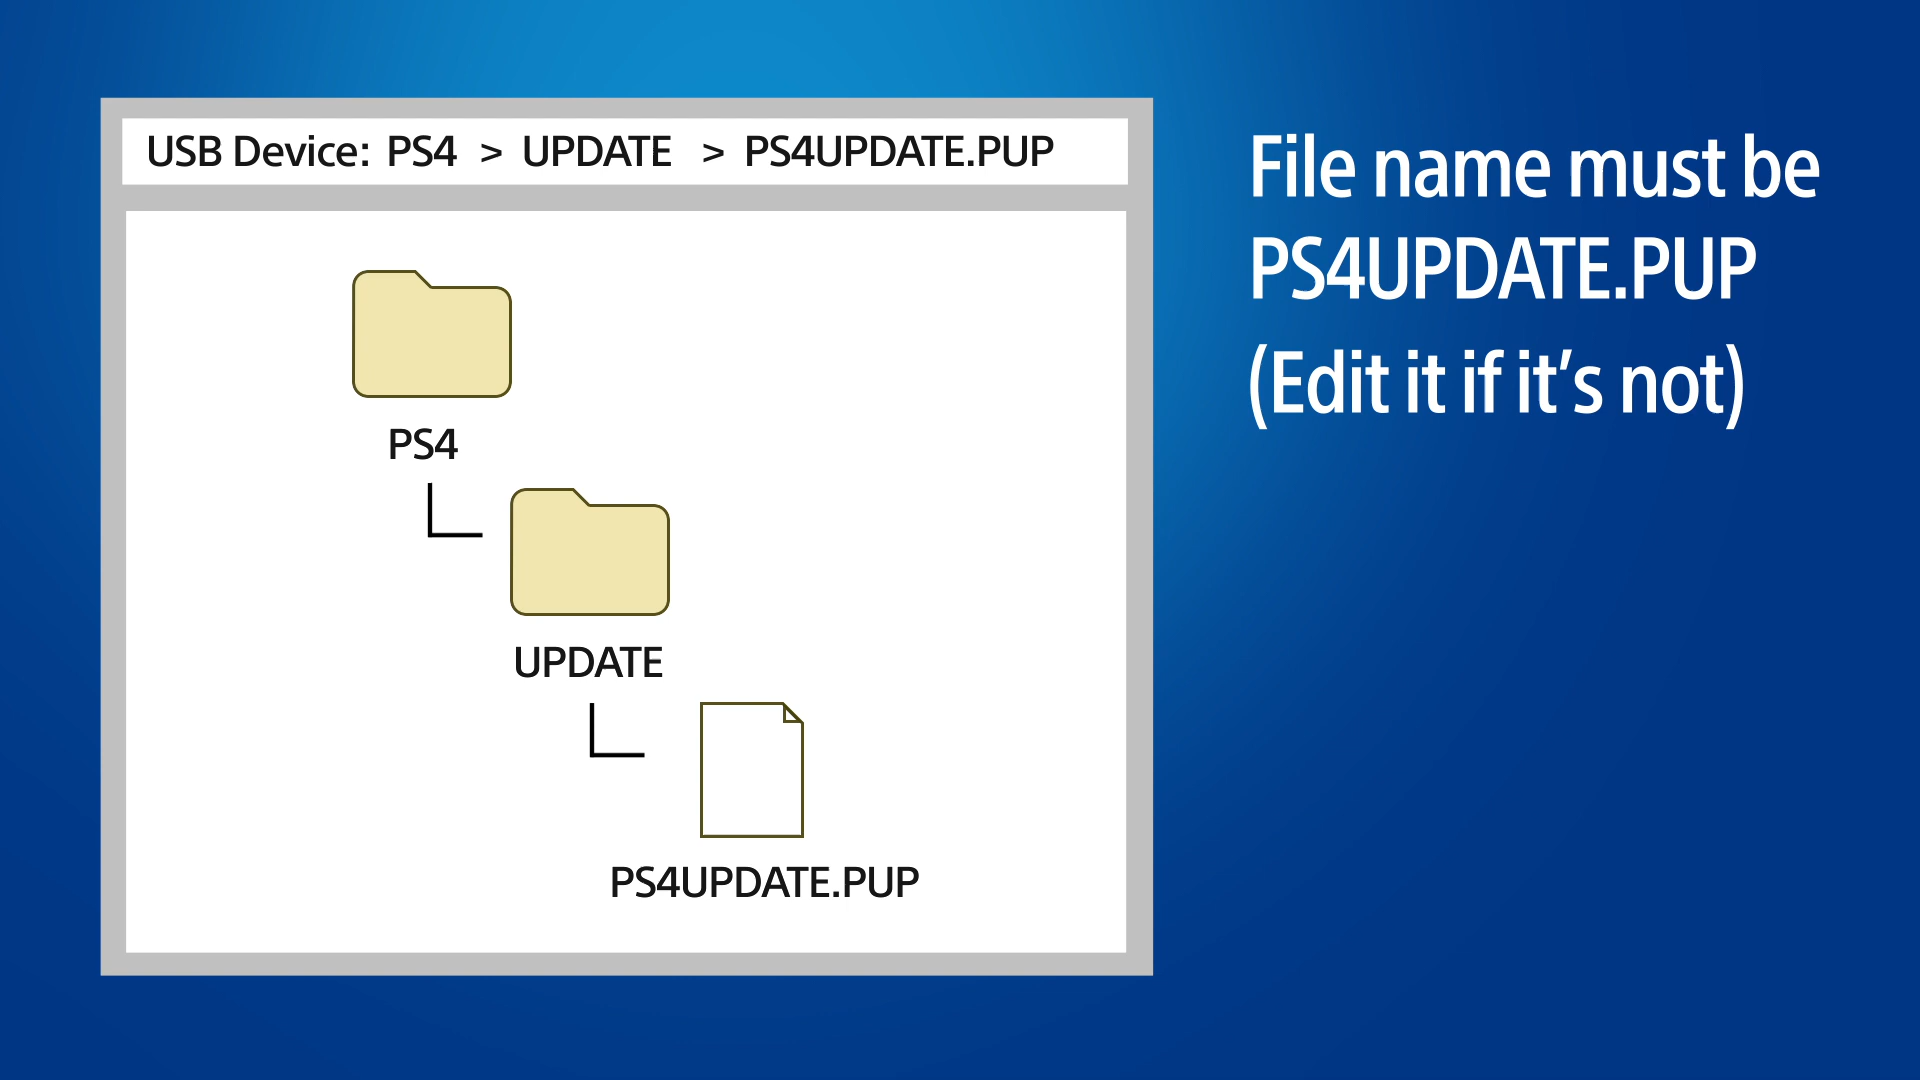 USB Device: PS4 > UPDATE > PS4UPDATE.PUP
PS4
UPDATE
PS4UPDATE.PUP
File name must be
PS4UPDATE.PUP
(Edit it if it’s not)